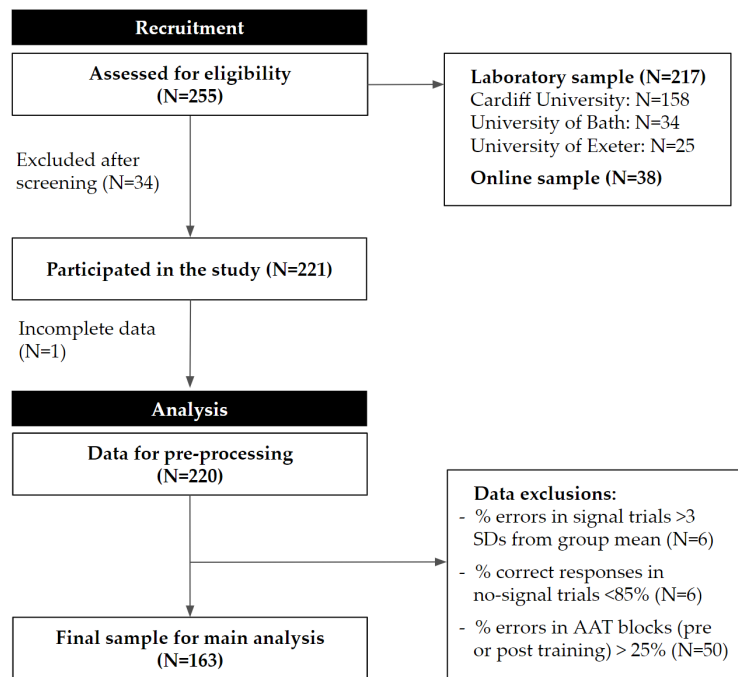 Recruitment
Assessed for eligibility
(N=255)
Laboratory sample (N=217)
Cardiff University: N=158
University of Bath: N=34
University of Exeter: N=25
Online sample (N=38)
Excluded after
screening (N=34)
Participated in the study (N=221)
Incomplete data
(N=1)
Analysis
Data for pre-processing
(N=220)
Data exclusions:
- % errors in signal trials >3
SDs from group mean (N=6)
- % correct responses in
no-signal trials <85% (N=6)
- % errors in AAT blocks (pre
or post training) > 25% (N=50)
Final sample for main analysis
(N=163)